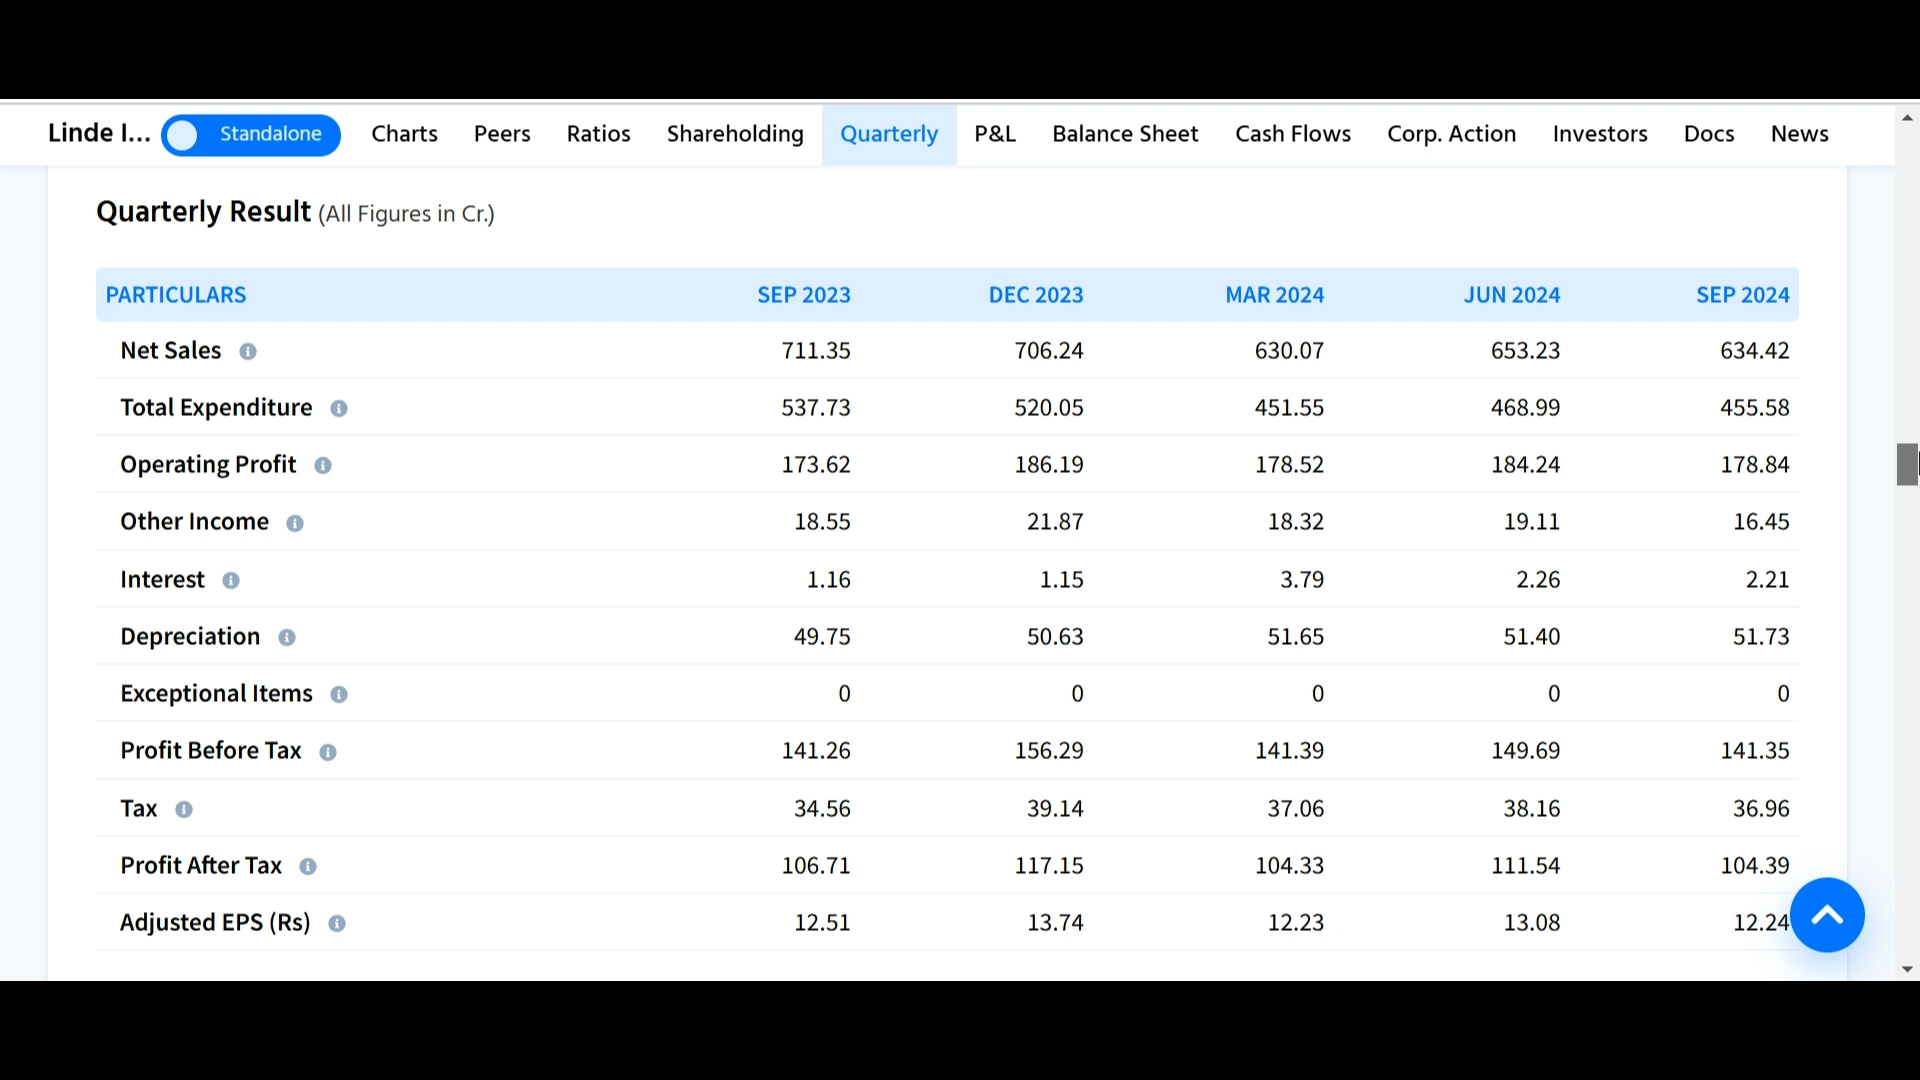 Linde I... Standalone Charts Peers Ratios Shareholding Quarterly P&L Balance Sheet Cash Flows Corp. Action Investors Docs News
Quarterly Result (All Figures in Cr.)
PARTICULARS SEP 2023 DEC 2023 MAR 2024 JUN 2024 SEP 2024
Net Sales 711.35 706.24 630.07 653.23 634.42
Total Expenditure 537.73 520.05 451.55 468.99 455.58
Operating Profit 173.62 186.19 178.52 184.24 178.84
Other Income 18.55 21.87 18.32 19.11 16.45
Interest 1.16 1.15 3.79 2.26 2.21
Depreciation 49.75 50.63 51.65 51.40 51.73
Exceptional Items 0 0 0 0 0
Profit Before Tax 141.26 156.29 141.39 149.69 141.35
Tax 34.56 39.14 37.06 38.16 36.96
Profit After Tax 106.71 117.15 104.33 111.54 104.39
Adjusted EPS (Rs) 12.51 13.74 12.23 13.08 12.24